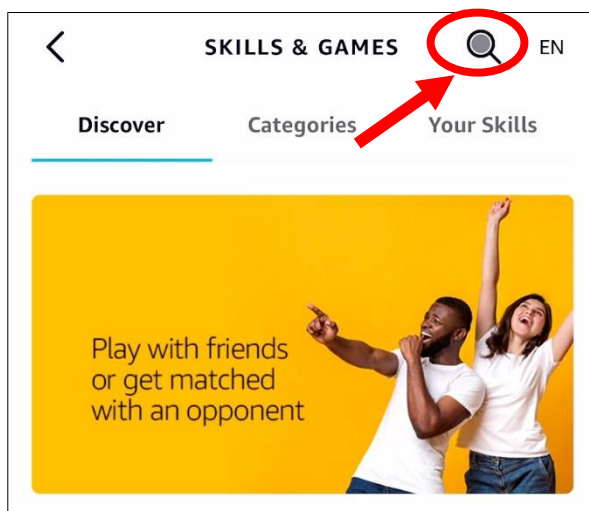 SKILLS & GAMES EN
Discover Categories Your Skills
Play with friends
or get matched
with an opponent